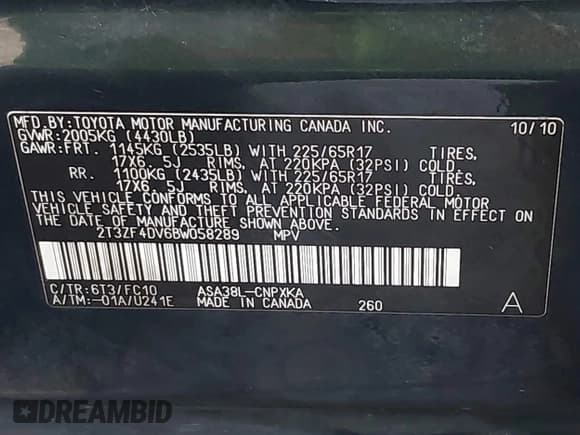 MFD.BY:TOYOTA MOTOR MANUFACTURING CANADA INC. 10/10
GVWR:2005KG (4430LB)
GAWR:FRT. 1145KG (2535LB) WITH 225/65R17 TIRES,
17X6.5J RIMS, AT 220KPA (32PSI) COLD
RR. 1100KG (2435LB) WITH 225/65R17 TIRES,
17X6.5J RIMS, AT 220KPA (32PSI) COLD
THIS VEHICLE CONFORMS TO ALL APPLICABLE FEDERAL MOTOR
VEHICLE SAFETY AND THEFT PREVENTION STANDARDS IN EFFECT ON
THE DATE OF MANUFACTURE SHOWN ABOVE.
2T3ZF4DV6BW058289 MPV
C/TR:6T3/FC10 ASA38L-CNPXKA
A/TM:-01A/U241E MADE IN CANADA 260 A
DREAMBID